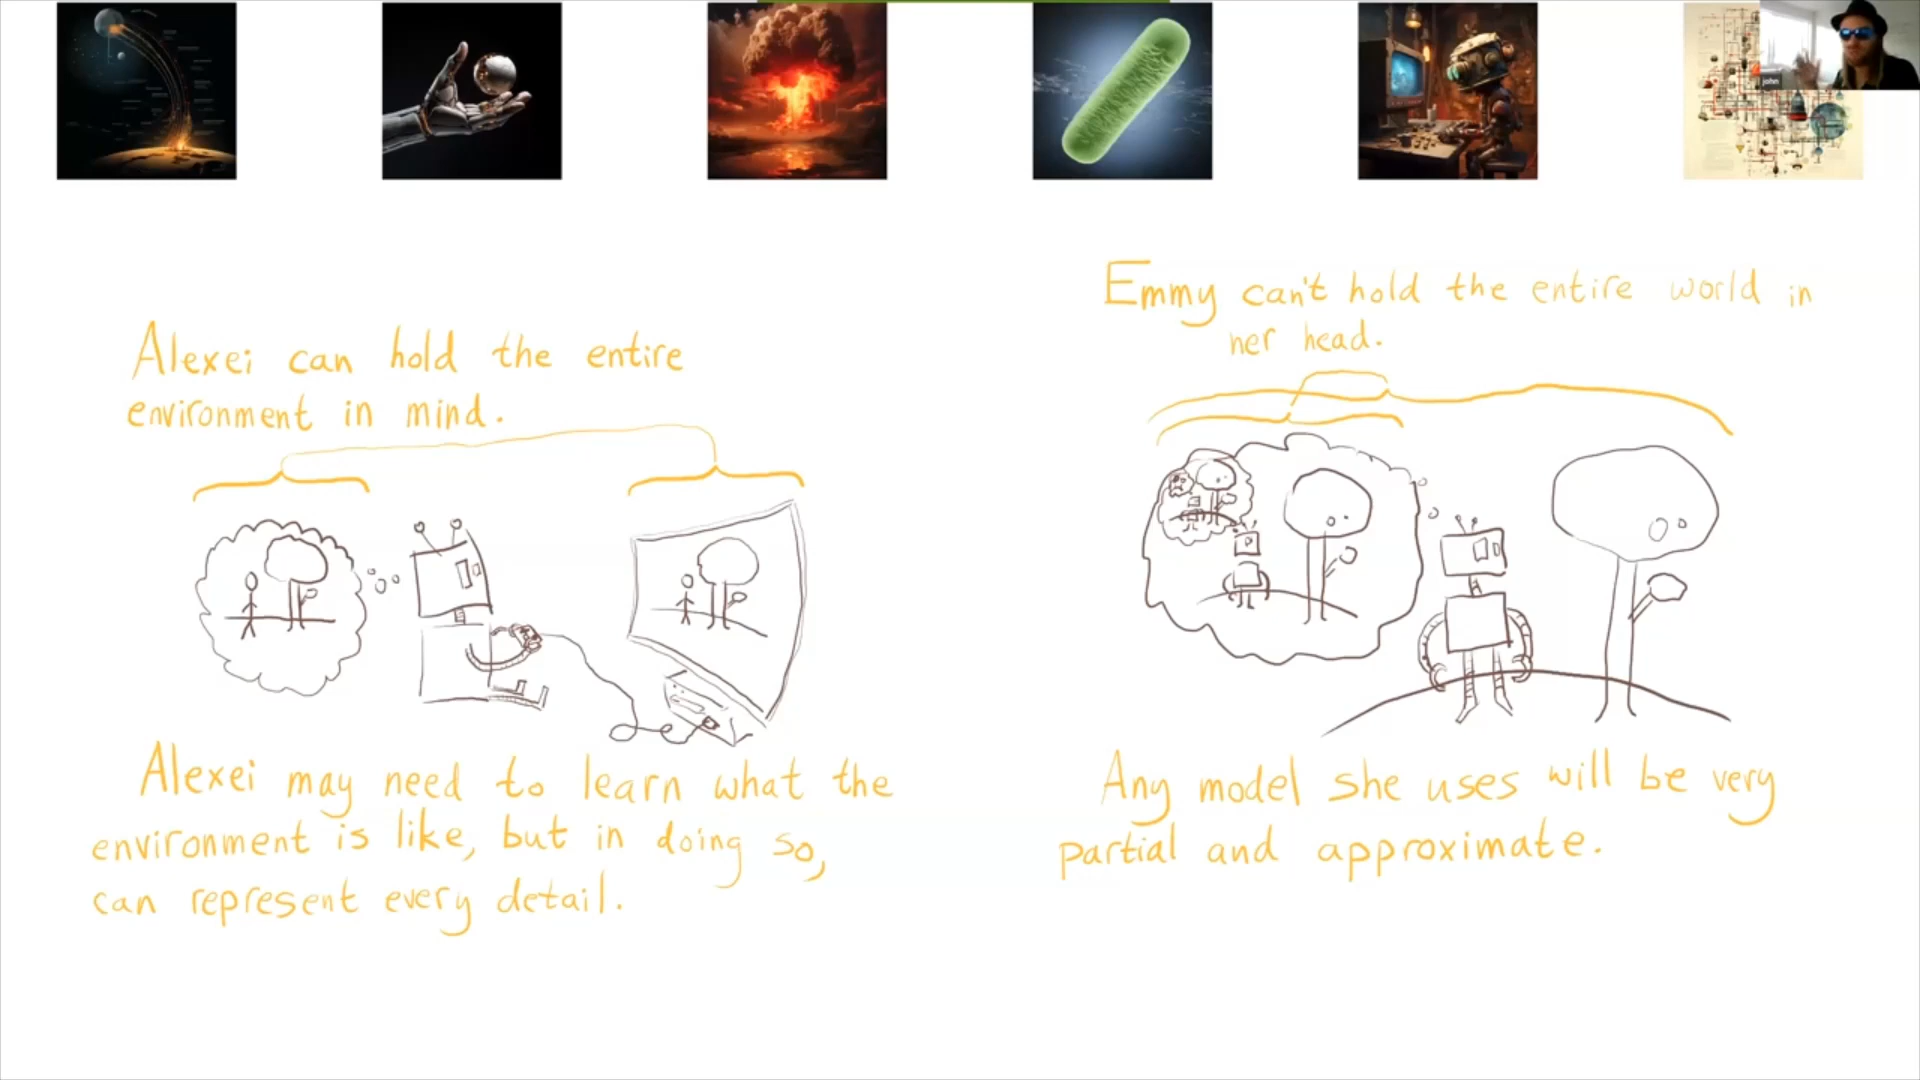 john
Alexei can hold the entire
environment in mind.
Alexei may need to learn what the
environment is like, but in doing so,
can represent every detail.
Emmy can't hold the entire world in
her head.
Any model she uses will be very
partial and approximate.